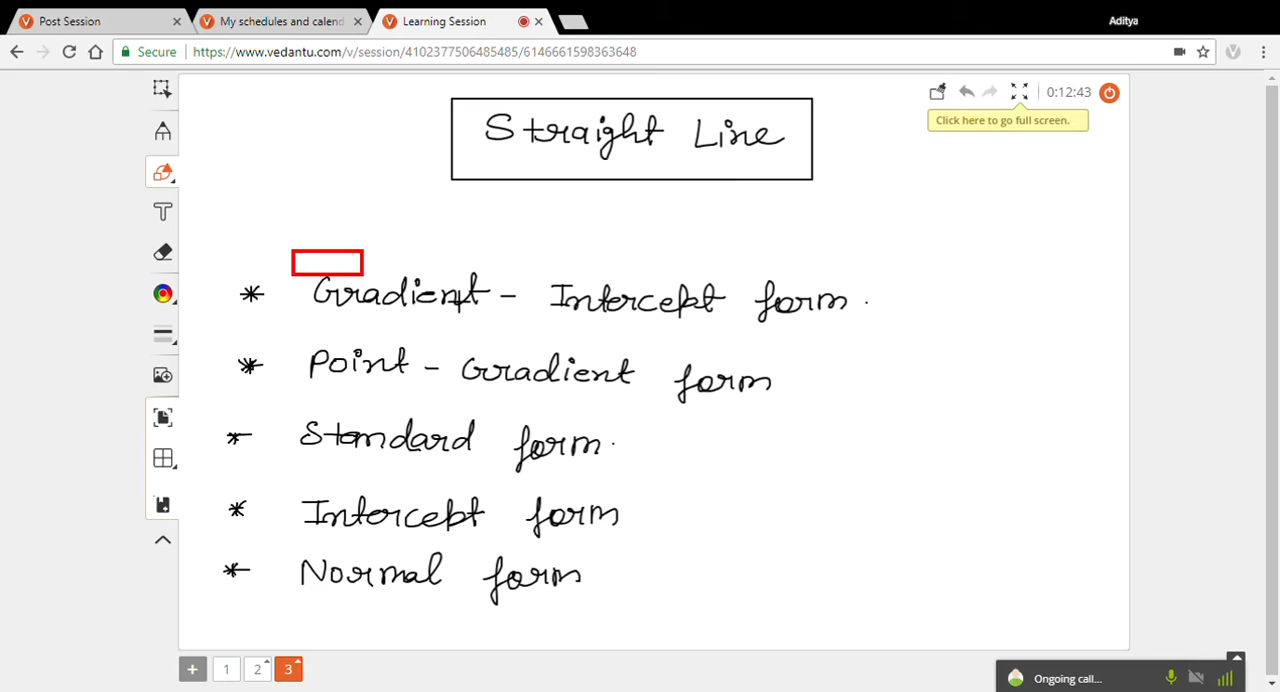 Post Session
My schedules and calend
Learning Session
Aditya
Secure
https://www.vedantu.com/v/session/4102377506485485/6146661598363648
0:12:43
Click here to go full screen.
Straight Line
* Gradient - Intercept form.
* Point - Gradient form
* Standard form.
* Intercept form
* Normal form
+ 1 2 3
Ongoing call...